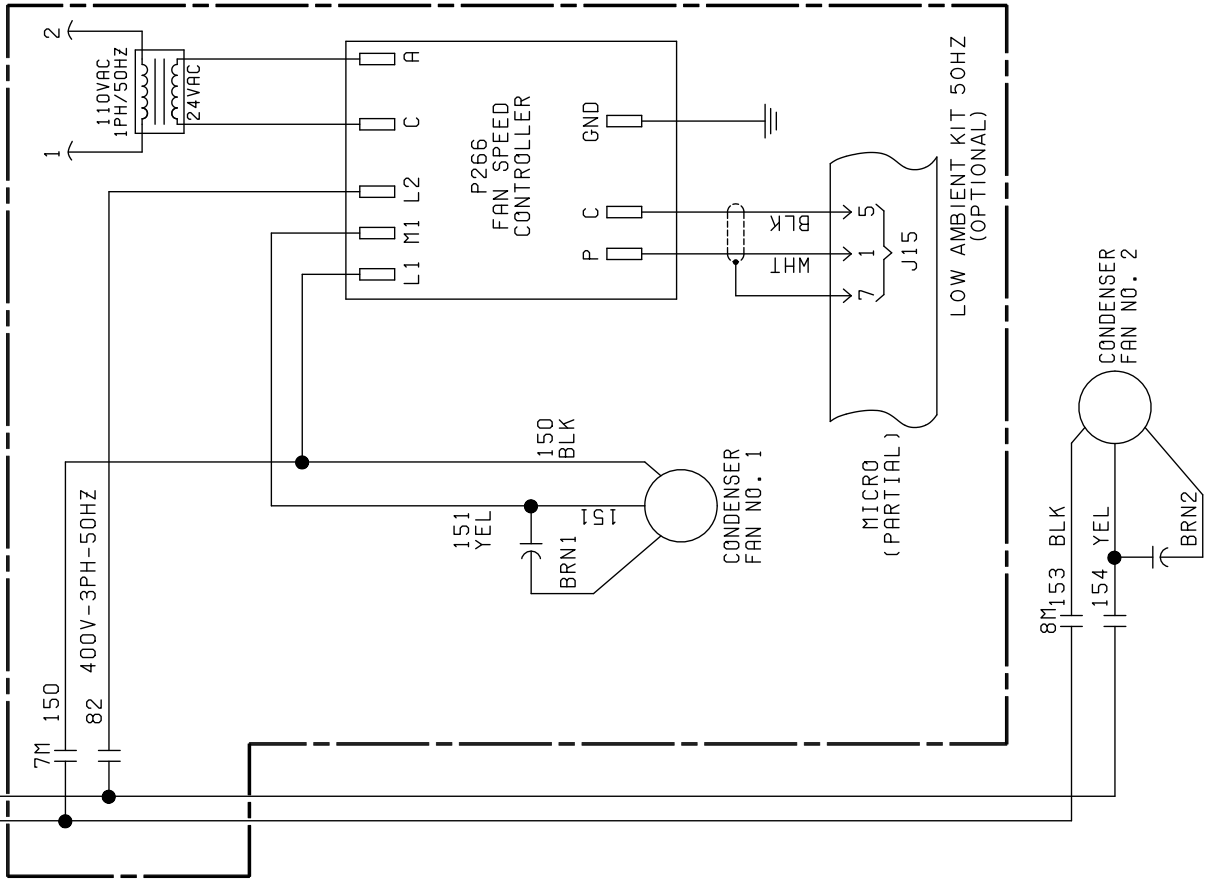 2
1
110VAC
1PH/50HZ
24VAC
A
C
L2
M1
L1
P266
FAN SPEED
CONTROLLER
GND
C
P
BLK
WHT
5
1
7
J15
LOW AMBIENT KIT 50HZ
(OPTIONAL)
MICRO
(PARTIAL)
150
BLK
151
YEL
151
BRN1
CONDENSER
FAN NO. 1
7M
150
82
400V-3PH-50HZ
CONDENSER
FAN NO. 2
8M
153 BLK
154 YEL
BRN2